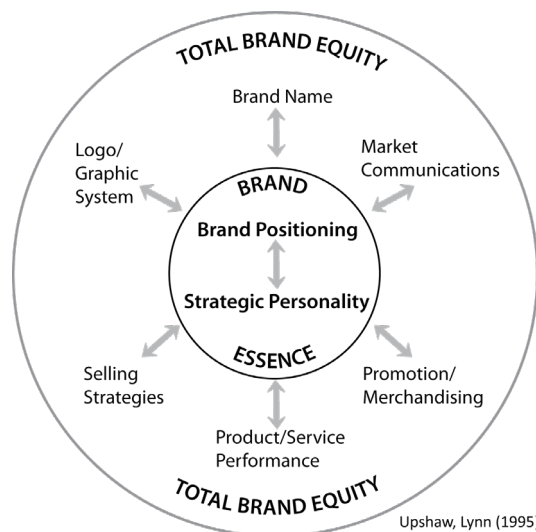 TOTAL BRAND EQUITY
Brand Name
Logo/
Graphic
System
Market
Communications
BRAND
Brand Positioning
Strategic Personality
ESSENCE
Selling
Strategies
Promotion/
Merchandising
Product/Service
Performance
TOTAL BRAND EQUITY
Upshaw, Lynn (1995)